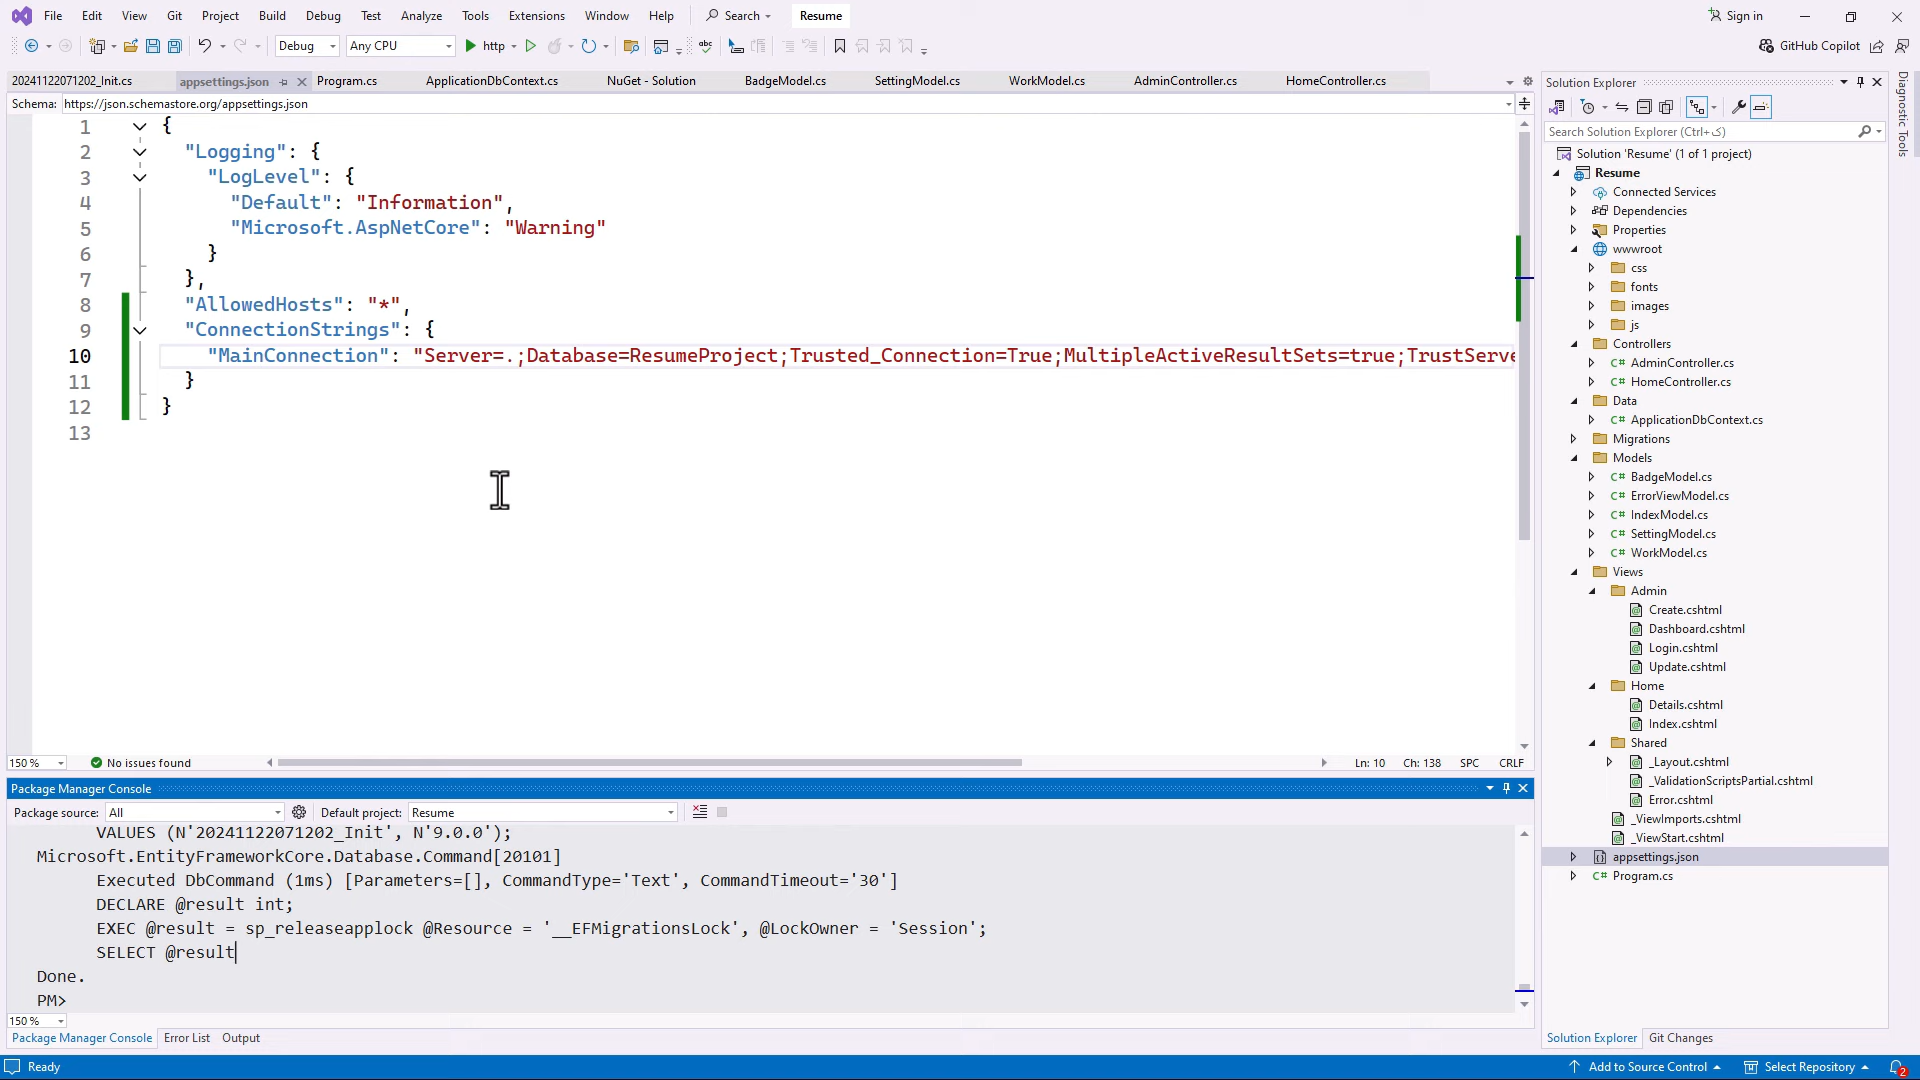 File Edit View Git Project Build Debug Test Analyze Tools Extensions Window Help Search Resume Sign in
Debug Any CPU http GitHub Copilot
20241122071202_Init.cs appsettings.json Program.cs ApplicationDbContext.cs NuGet - Solution BadgeModel.cs SettingModel.cs WorkModel.cs AdminController.cs HomeController.cs
Schema: https://json.schemastore.org/appsettings.json
1 {
2 "Logging": {
3 "LogLevel": {
4 "Default": "Information",
5 "Microsoft.AspNetCore": "Warning"
6 }
7 },
8 "AllowedHosts": "*",
9 "ConnectionStrings": {
10 "MainConnection": "Server=.;Database=ResumeProject;Trusted_Connection=True;MultipleActiveResultSets=true;TrustServe
11 }
12 }
13
150 % No issues found Ln: 10 Ch: 138 SPC CRLF
Package Manager Console
Package source: All Default project: Resume
VALUES (N'20241122071202_Init', N'9.0.0');
Microsoft.EntityFrameworkCore.Database.Command[20101]
Executed DbCommand (1ms) [Parameters=[], CommandType='Text', CommandTimeout='30']
DECLARE @result int;
EXEC @result = sp_releaseapplock @Resource = '__EFMigrationsLock', @LockOwner = 'Session';
SELECT @result
Done.
PM>
150 %
Package Manager Console Error List Output
Solution Explorer
Search Solution Explorer (Ctrl+ک)
Solution 'Resume' (1 of 1 project)
Resume
Connected Services
Dependencies
Properties
wwwroot
css
fonts
images
js
Controllers
C# AdminController.cs
C# HomeController.cs
Data
C# ApplicationDbContext.cs
Migrations
Models
C# BadgeModel.cs
C# ErrorViewModel.cs
C# IndexModel.cs
C# SettingModel.cs
C# WorkModel.cs
Views
Admin
Create.cshtml
Dashboard.cshtml
Login.cshtml
Update.cshtml
Home
Details.cshtml
Index.cshtml
Shared
_Layout.cshtml
_ValidationScriptsPartial.cshtml
Error.cshtml
_ViewImports.cshtml
_ViewStart.cshtml
appsettings.json
C# Program.cs
Solution Explorer Git Changes
Diagnostic Tools
Ready Add to Source Control Select Repository 2